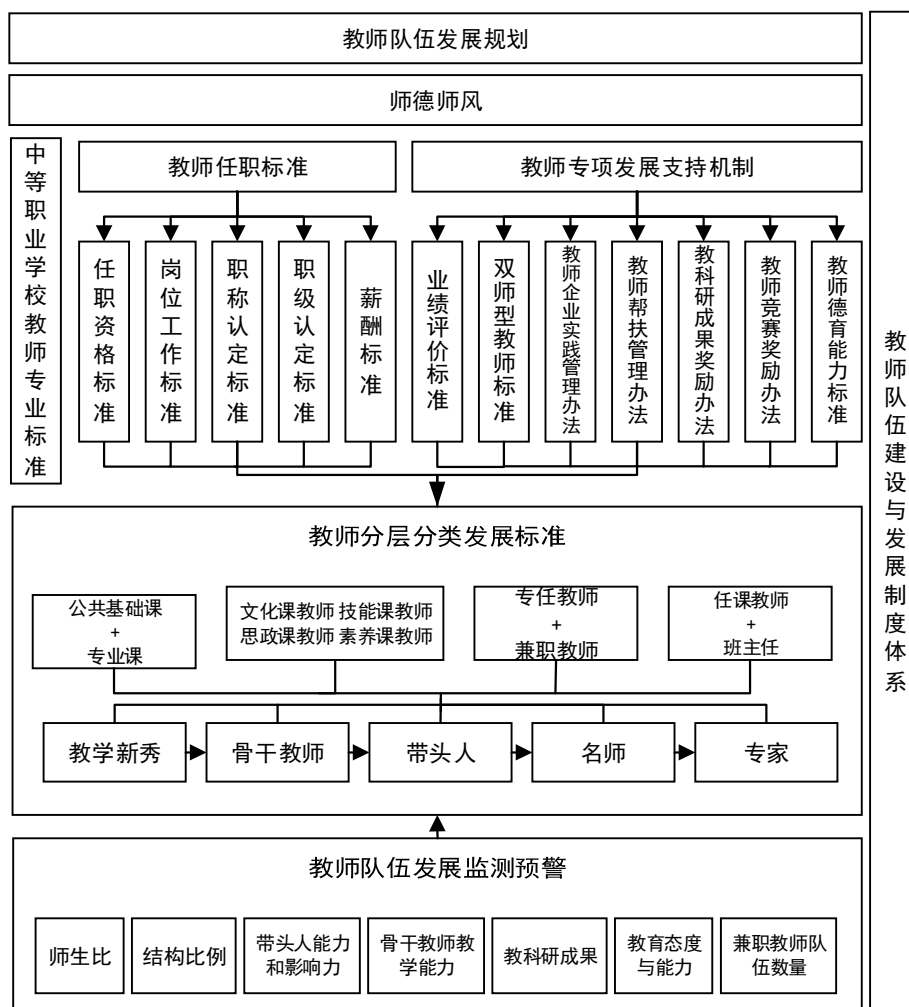 教师队伍发展规划
师德师风
中等职业学校教师专业标准
教师任职标准
教师专项发展支持机制
任职资格标准
岗位工作标准
职称认定标准
职级认定标准
薪酬标准
业绩评价标准
双师型教师标准
教师企业实践管理办法
教师帮扶管理办法
教科研成果奖励办法
教师竞赛奖励办法
教师德育能力标准
教师队伍建设与发展制度体系
教师分层分类发展标准
公共基础课
+
专业课
文化课教师 技能课教师
思政课教师 素养课教师
专任教师
+
兼职教师
任课教师
+
班主任
教学新秀
骨干教师
带头人
名师
专家
教师队伍发展监测预警
师生比
结构比例
带头人能力
和影响力
骨干教师教
学能力
教科研成果
教育态度
与能力
兼职教师队
伍数量